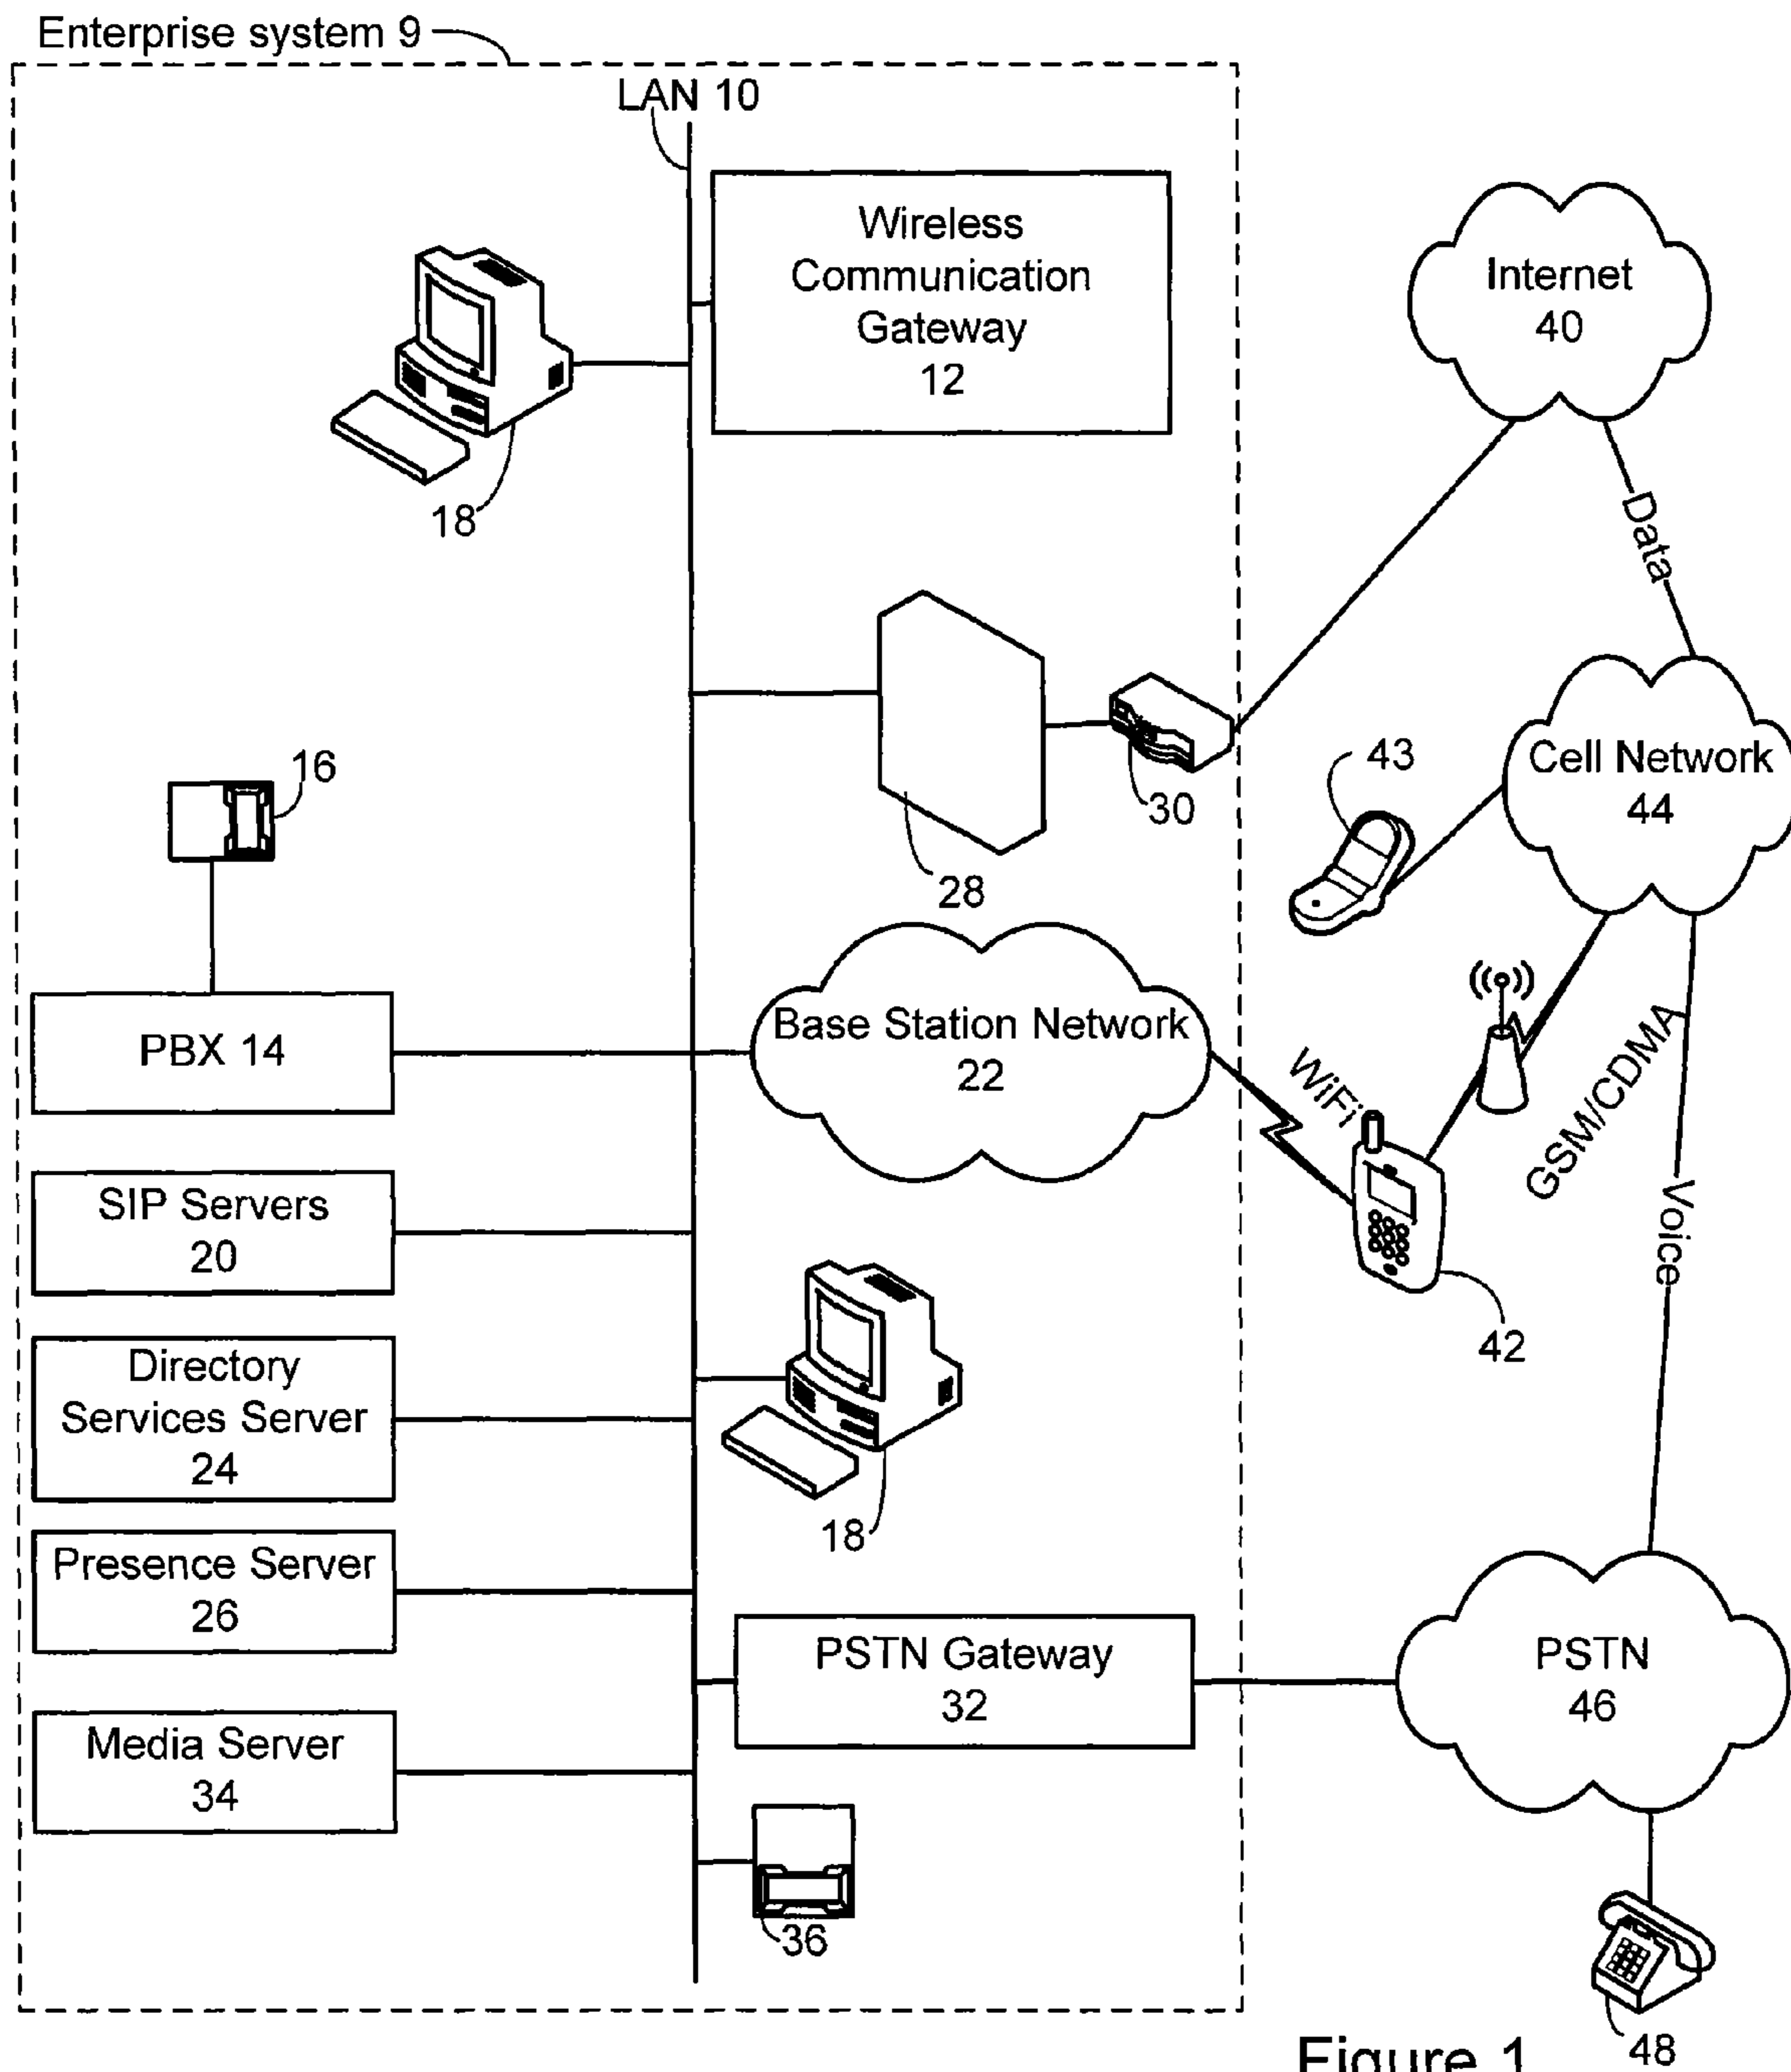 Enterprise system 9
LAN 10
Wireless
Communication
Gateway
12
Internet
40
18
Data
16
30
28
43
Cell Network
44
PBX 14
Base Station Network
22
WiFi
GSM/CDMA
SIP Servers
20
Voice
42
Directory
Services Server
24
18
Presence Server
26
PSTN Gateway
32
PSTN
46
Media Server
34
36
48
Figure 1